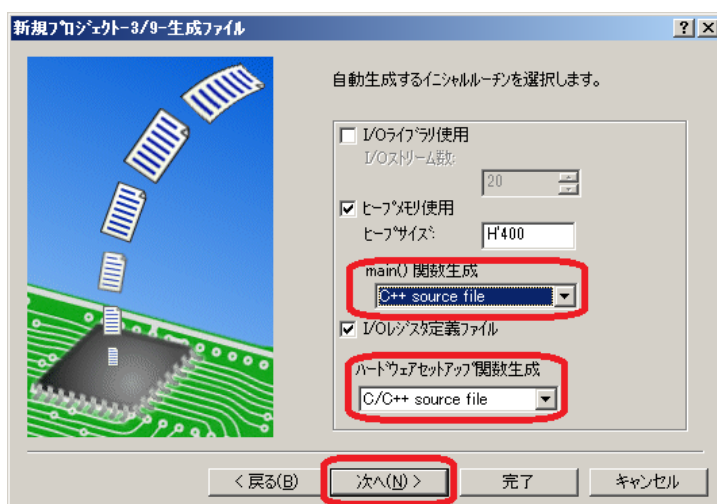 新規ﾌﾟﾛｼﾞｪｸﾄ-3/9-生成ﾌｧｲﾙ
自動生成するｲﾆｼｬﾙﾙｰﾁﾝを選択します。
I/Oﾗｲﾌﾞﾗﾘ使用
I/Oｽﾄﾘｰﾑ数:
20
ﾋｰﾌﾟﾒﾓﾘ使用
ﾋｰﾌﾟｻｲｽﾞ:
H'400
main() 関数生成
C++ source file
I/Oﾚｼﾞｽﾀ定義ﾌｧｲﾙ
ﾊｰﾄﾞｳｪｱｾｯﾄｱｯﾌﾟ関数生成
C/C++ source file
< 戻る(B)
次へ(N) >
完了
ｷｬﾝｾﾙ